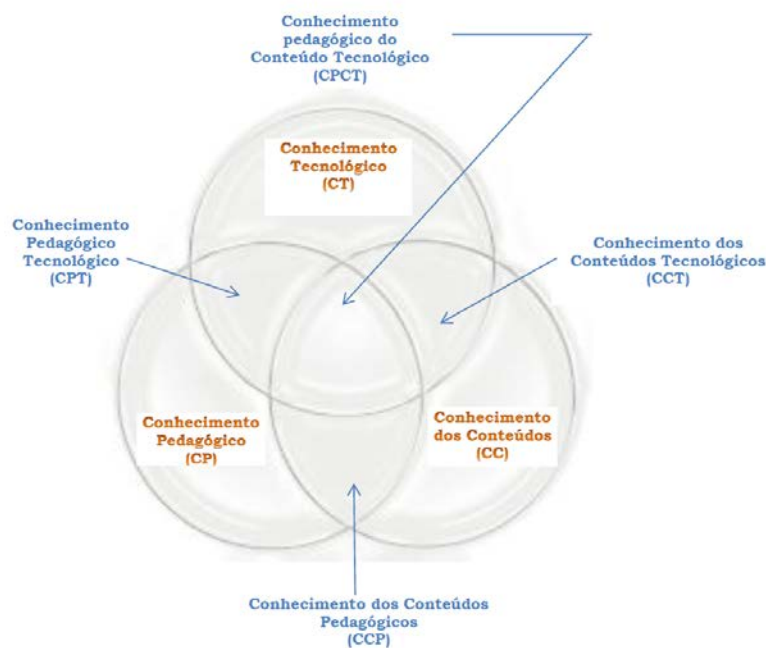 Conhecimento
pedagógico do
Conteúdo Tecnológico
(CPCT)
Conhecimento
Tecnológico
(CT)
Conhecimento
Pedagógico
Tecnológico
(CPT)
Conhecimento dos
Conteúdos Tecnológicos
(CCT)
Conhecimento
Pedagógico
(CP)
Conhecimento
dos Conteúdos
(CC)
Conhecimento dos Conteúdos
Pedagógicos
(CCP)